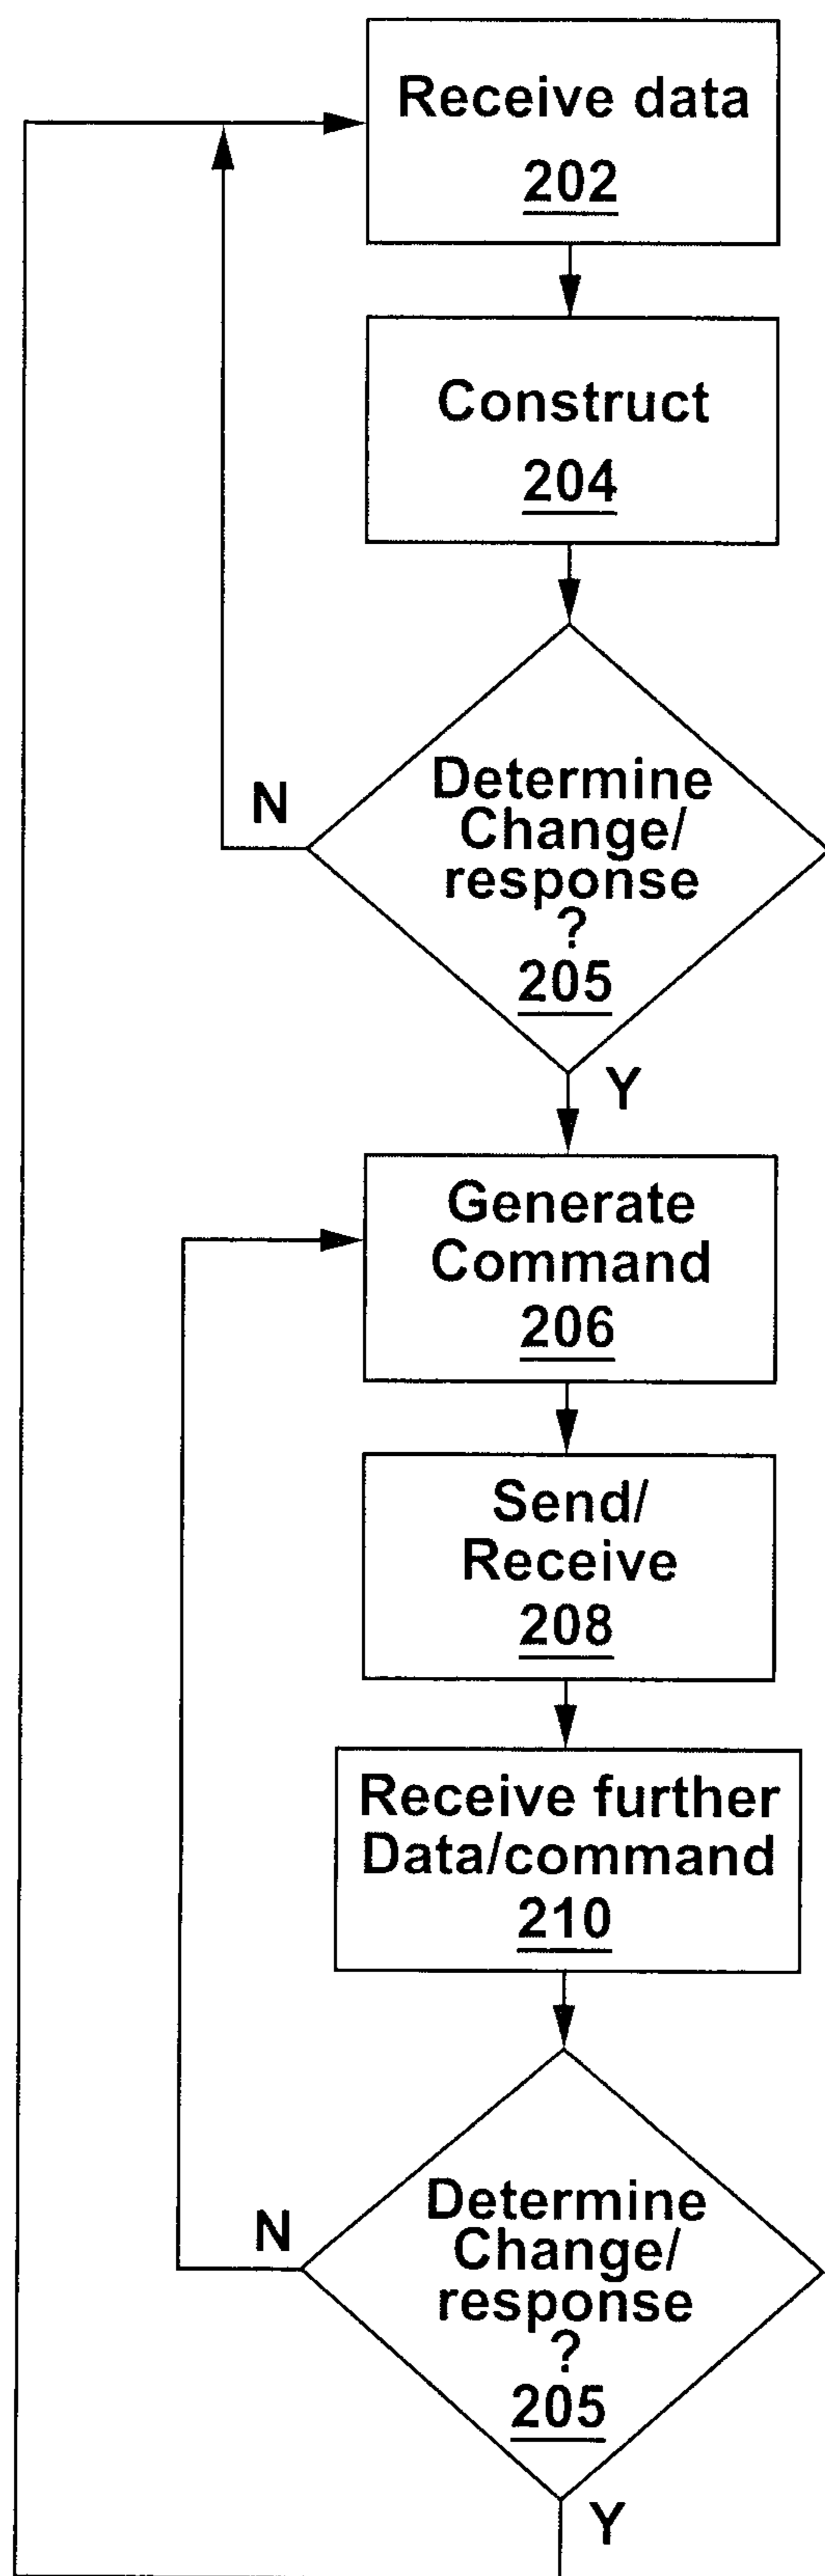 Receive data
202
Construct
204
Determine
Change/
response
?
205
N
Y
Generate
Command
206
Send/
Receive
208
Receive further
Data/command
210
Determine
Change/
response
?
205
N
Y